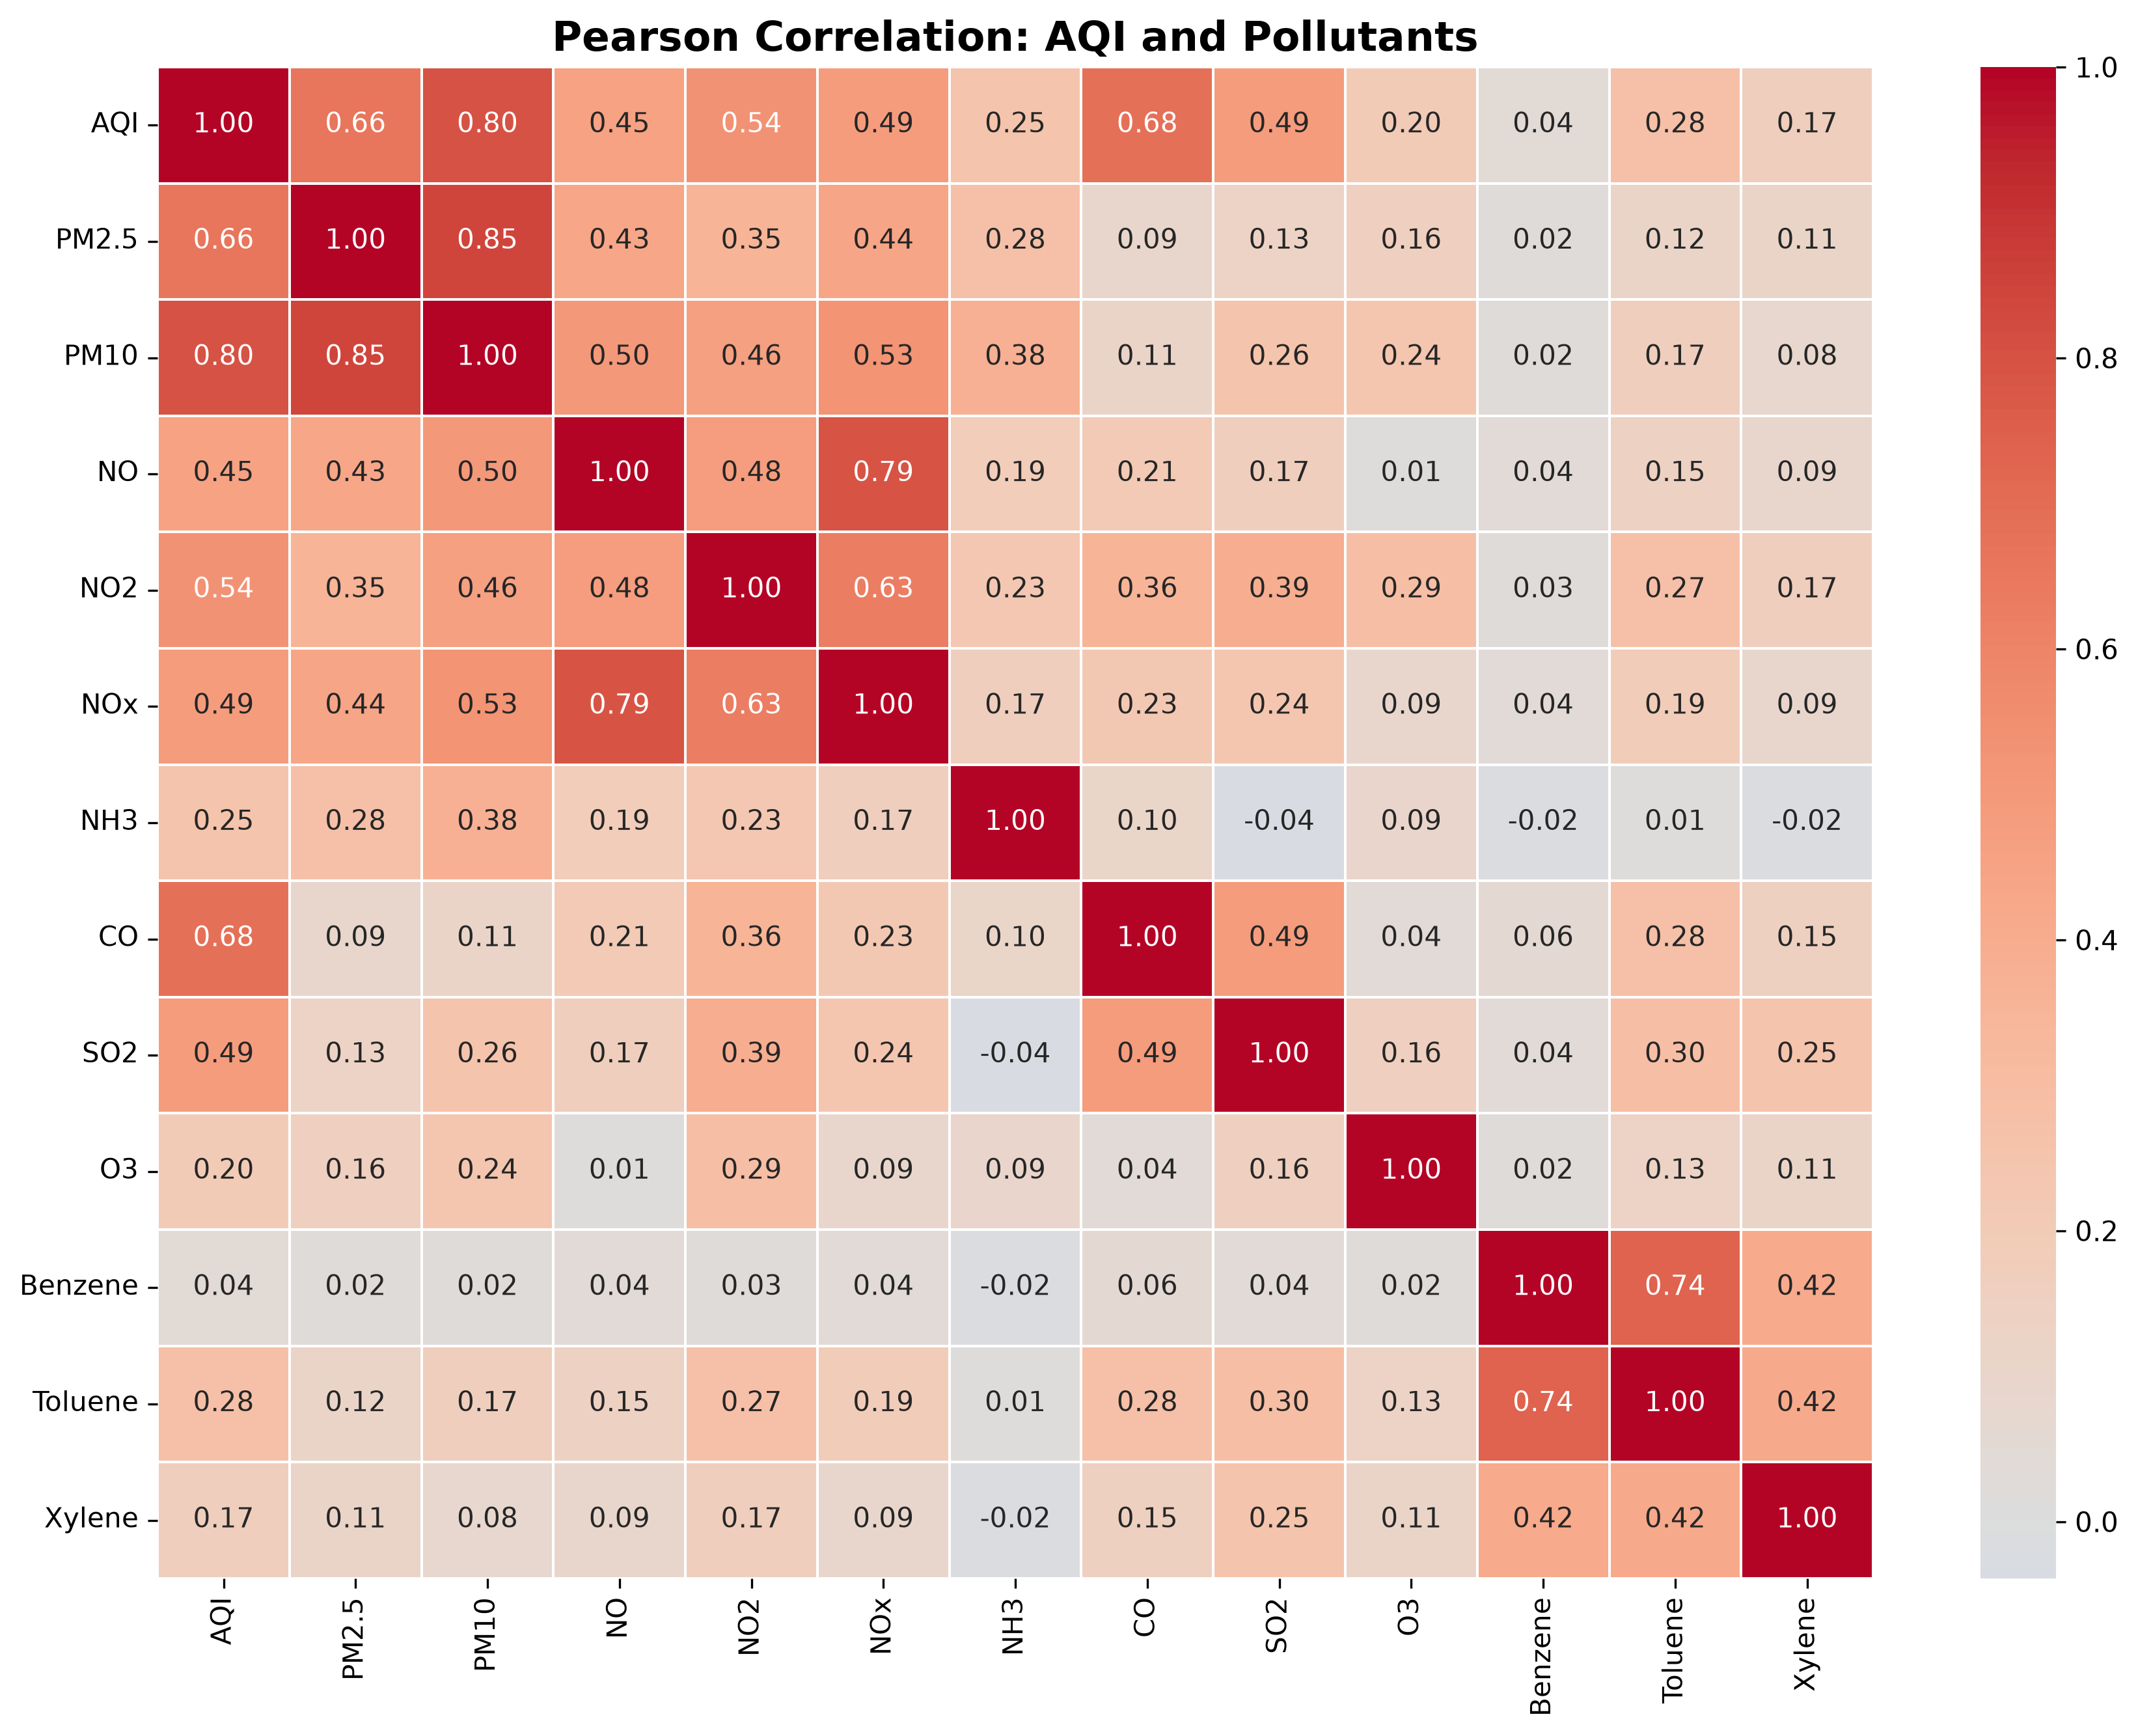 Pearson Correlation: AQI and Pollutants
AQI 1.00 0.66 0.80 0.45 0.54 0.49 0.25 0.68 0.49 0.20 0.04 0.28 0.17
PM2.5 0.66 1.00 0.85 0.43 0.35 0.44 0.28 0.09 0.13 0.16 0.02 0.12 0.11
PM10 0.80 0.85 1.00 0.50 0.46 0.53 0.38 0.11 0.26 0.24 0.02 0.17 0.08
NO 0.45 0.43 0.50 1.00 0.48 0.79 0.19 0.21 0.17 0.01 0.04 0.15 0.09
NO2 0.54 0.35 0.46 0.48 1.00 0.63 0.23 0.36 0.39 0.29 0.03 0.27 0.17
NOx 0.49 0.44 0.53 0.79 0.63 1.00 0.17 0.23 0.24 0.09 0.04 0.19 0.09
NH3 0.25 0.28 0.38 0.19 0.23 0.17 1.00 0.10 -0.04 0.09 -0.02 0.01 -0.02
CO 0.68 0.09 0.11 0.21 0.36 0.23 0.10 1.00 0.49 0.04 0.06 0.28 0.15
SO2 0.49 0.13 0.26 0.17 0.39 0.24 -0.04 0.49 1.00 0.16 0.04 0.30 0.25
O3 0.20 0.16 0.24 0.01 0.29 0.09 0.09 0.04 0.16 1.00 0.02 0.13 0.11
Benzene 0.04 0.02 0.02 0.04 0.03 0.04 -0.02 0.06 0.04 0.02 1.00 0.74 0.42
Toluene 0.28 0.12 0.17 0.15 0.27 0.19 0.01 0.28 0.30 0.13 0.74 1.00 0.42
Xylene 0.17 0.11 0.08 0.09 0.17 0.09 -0.02 0.15 0.25 0.11 0.42 0.42 1.00
AQI PM2.5 PM10 NO NO2 NOx NH3 CO SO2 O3 Benzene Toluene Xylene
1.0
0.8
0.6
0.4
0.2
0.0